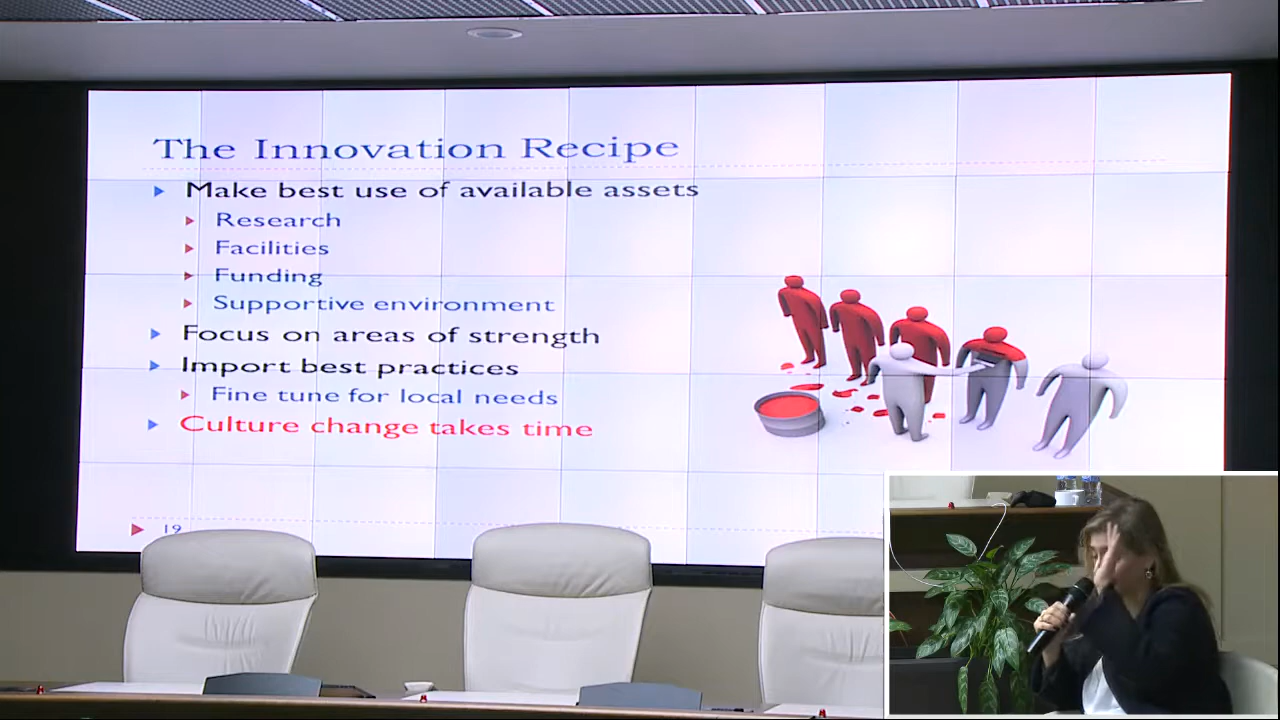 The Innovation Recipe
Make best use of available assets
Research
Facilities
Funding
Supportive environment
Focus on areas of strength
Import best practices
Fine tune for local needs
Culture change takes time
19